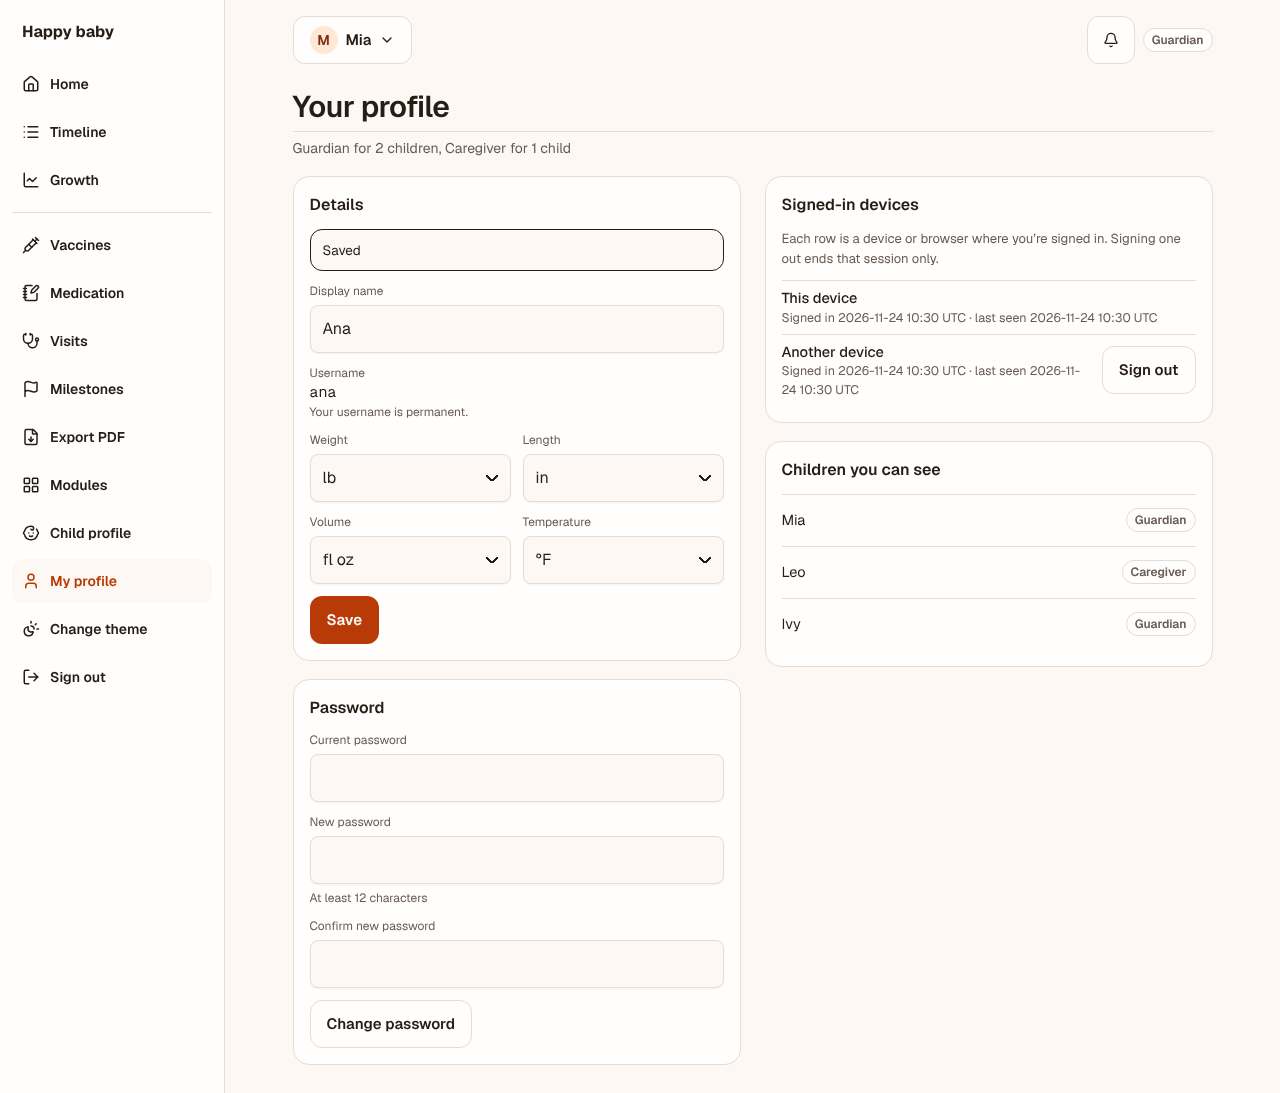 Happy baby
Home
Timeline
Growth
Vaccines
Medication
Visits
Milestones
Export PDF
Modules
Child profile
My profile
Change theme
Sign out
M Mia
Guardian
Your profile
Guardian for 2 children, Caregiver for 1 child
Details
Saved
Display name
Ana
Username
ana
Your username is permanent.
Weight Length
lb in
Volume Temperature
fl oz °F
Save
Password
Current password
New password
At least 12 characters
Confirm new password
Change password
Signed-in devices
Each row is a device or browser where you're signed in. Signing one
out ends that session only.
This device
Signed in 2026-11-24 10:30 UTC · last seen 2026-11-24 10:30 UTC
Another device
Signed in 2026-11-24 10:30 UTC · last seen 2026-11-
24 10:30 UTC
Sign out
Children you can see
Mia Guardian
Leo Caregiver
Ivy Guardian